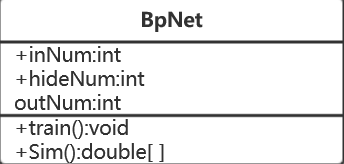 BpNet
+inNum:int
+hideNum:int
outNum:int
+train():void
+Sim():double[ ]